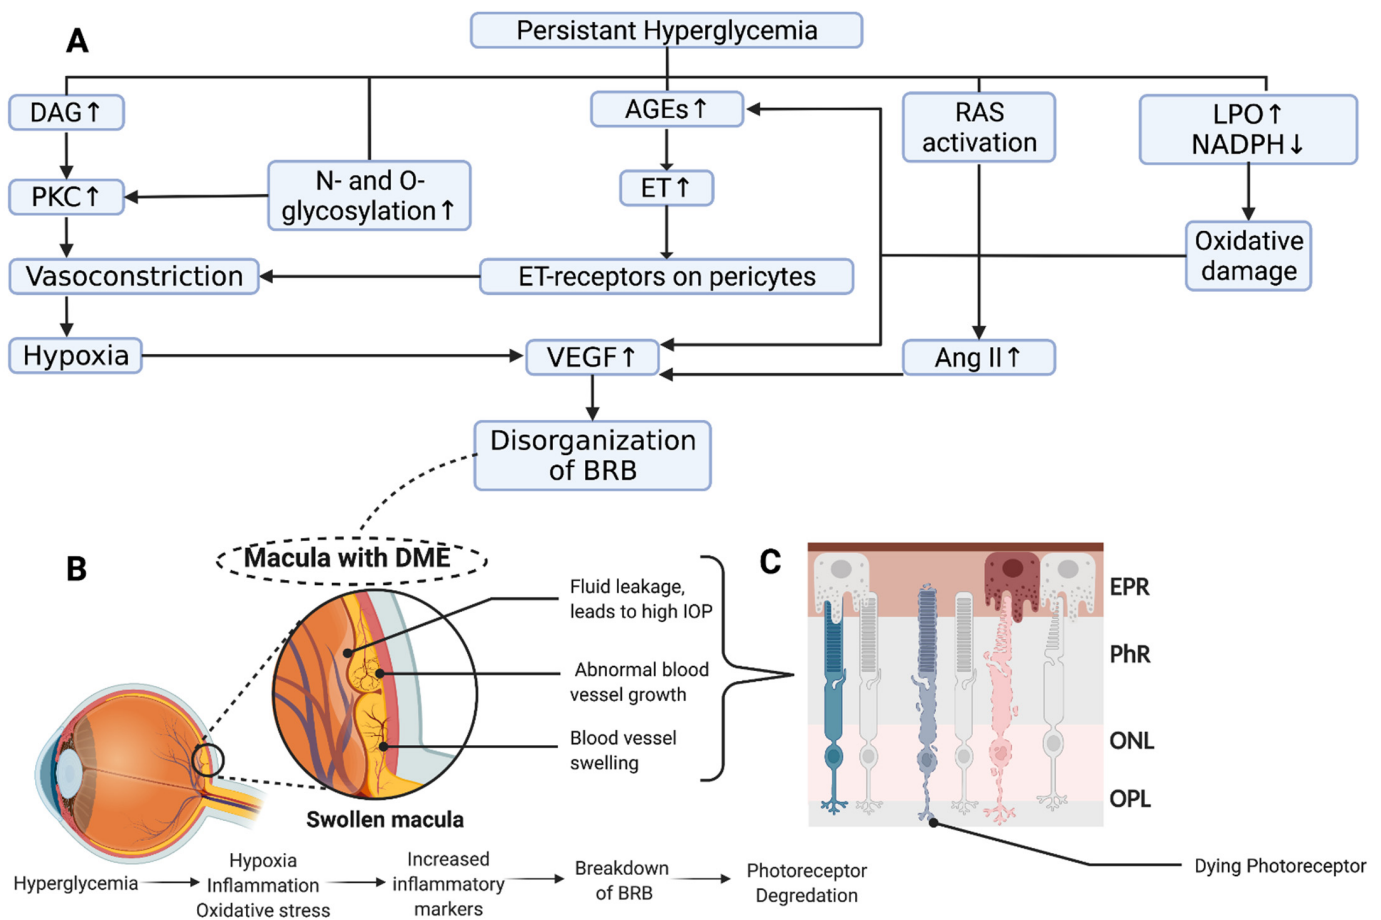 A
Persistant Hyperglycemia
DAG↑
AGEs↑
RAS
activation
LPO↑
NADPH↓
PKC↑
N- and O-
glycosylation↑
ET↑
Oxidative
damage
Vasoconstriction
ET-receptors on pericytes
Hypoxia
VEGF↑
Ang II↑
Disorganization
of BRB
B
Macula with DME
Fluid leakage,
leads to high IOP
Abnormal blood
vessel growth
Blood vessel
swelling
Swollen macula
C
EPR
PhR
ONL
OPL
Dying Photoreceptor
Hyperglycemia
Hypoxia
Inflammation
Oxidative stress
Increased
inflammatory
markers
Breakdown
of BRB
Photoreceptor
Degredation